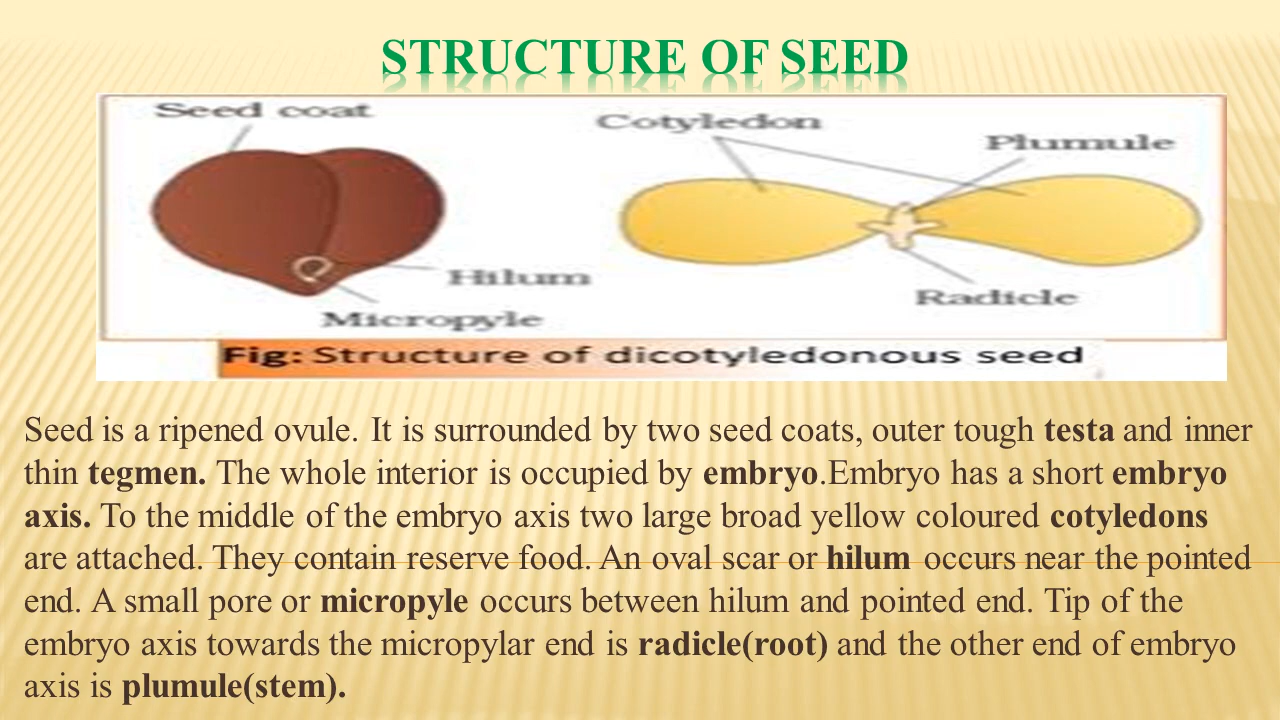 STRUCTURE OF SEED
Seed coat
Cotyledon
Plumule
Hilum
Radicle
Micropyle
Fig: Structure of dicotyledonous seed
Seed is a ripened ovule. It is surrounded by two seed coats, outer tough testa and inner
thin tegmen. The whole interior is occupied by embryo.Embryo has a short embryo
axis. To the middle of the embryo axis two large broad yellow coloured cotyledons
are attached. They contain reserve food. An oval scar or hilum occurs near the pointed
end. A small pore or micropyle occurs between hilum and pointed end. Tip of the
embryo axis towards the micropylar end is radicle(root) and the other end of embryo
axis is plumule(stem).